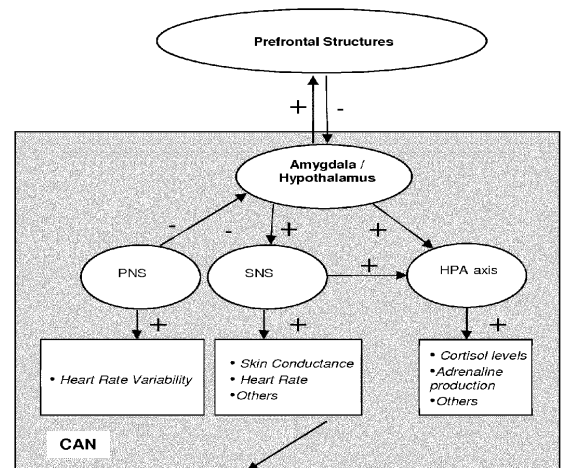 Prefrontal Structures
+ -
Amygdala /
Hypothalamus
- - + +
PNS
SNS
+
HPA axis
+ + +
• Heart Rate Variability
• Skin Conductance
• Heart Rate
• Others
• Cortisol levels
•Adrenaline
production
•Others
CAN